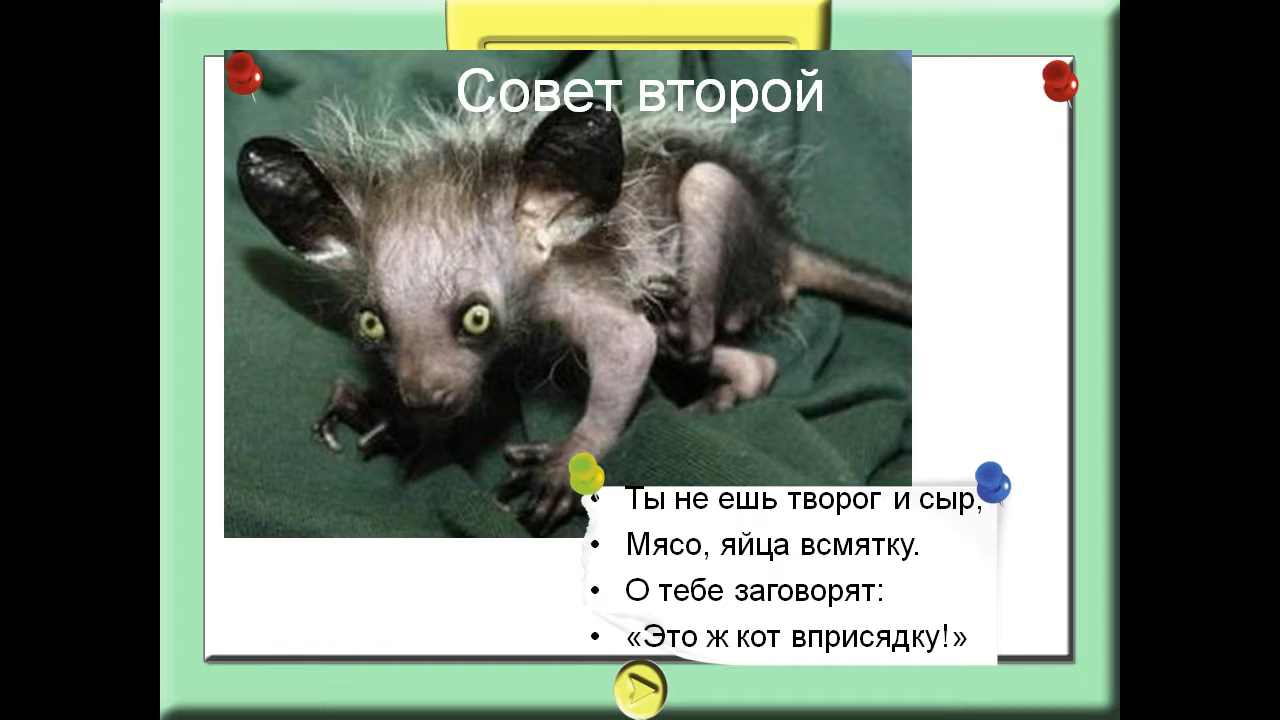 Совет второй
• Ты не ешь творог и сыр,
• Мясо, яйца всмятку.
• О тебе заговорят:
• «Это ж кот вприсядку!»